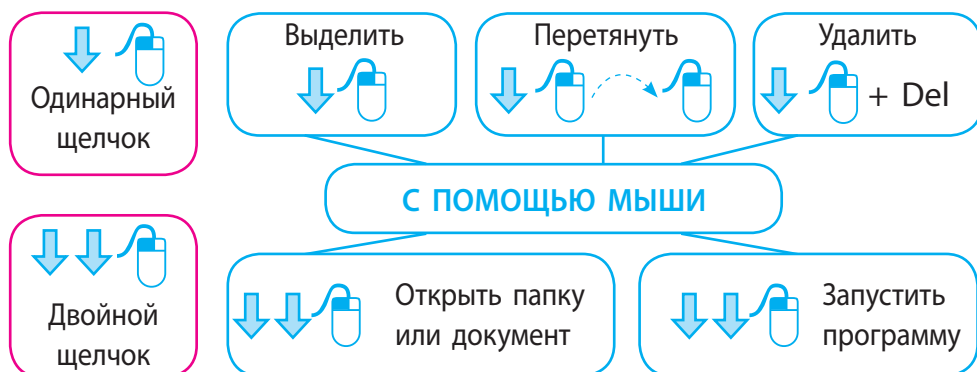 Одинарный
щелчок
Выделить
Перетянуть
Удалить
+ Del
С ПОМОЩЬЮ МЫШИ
Двойной
щелчок
Открыть папку
или документ
Запустить
программу